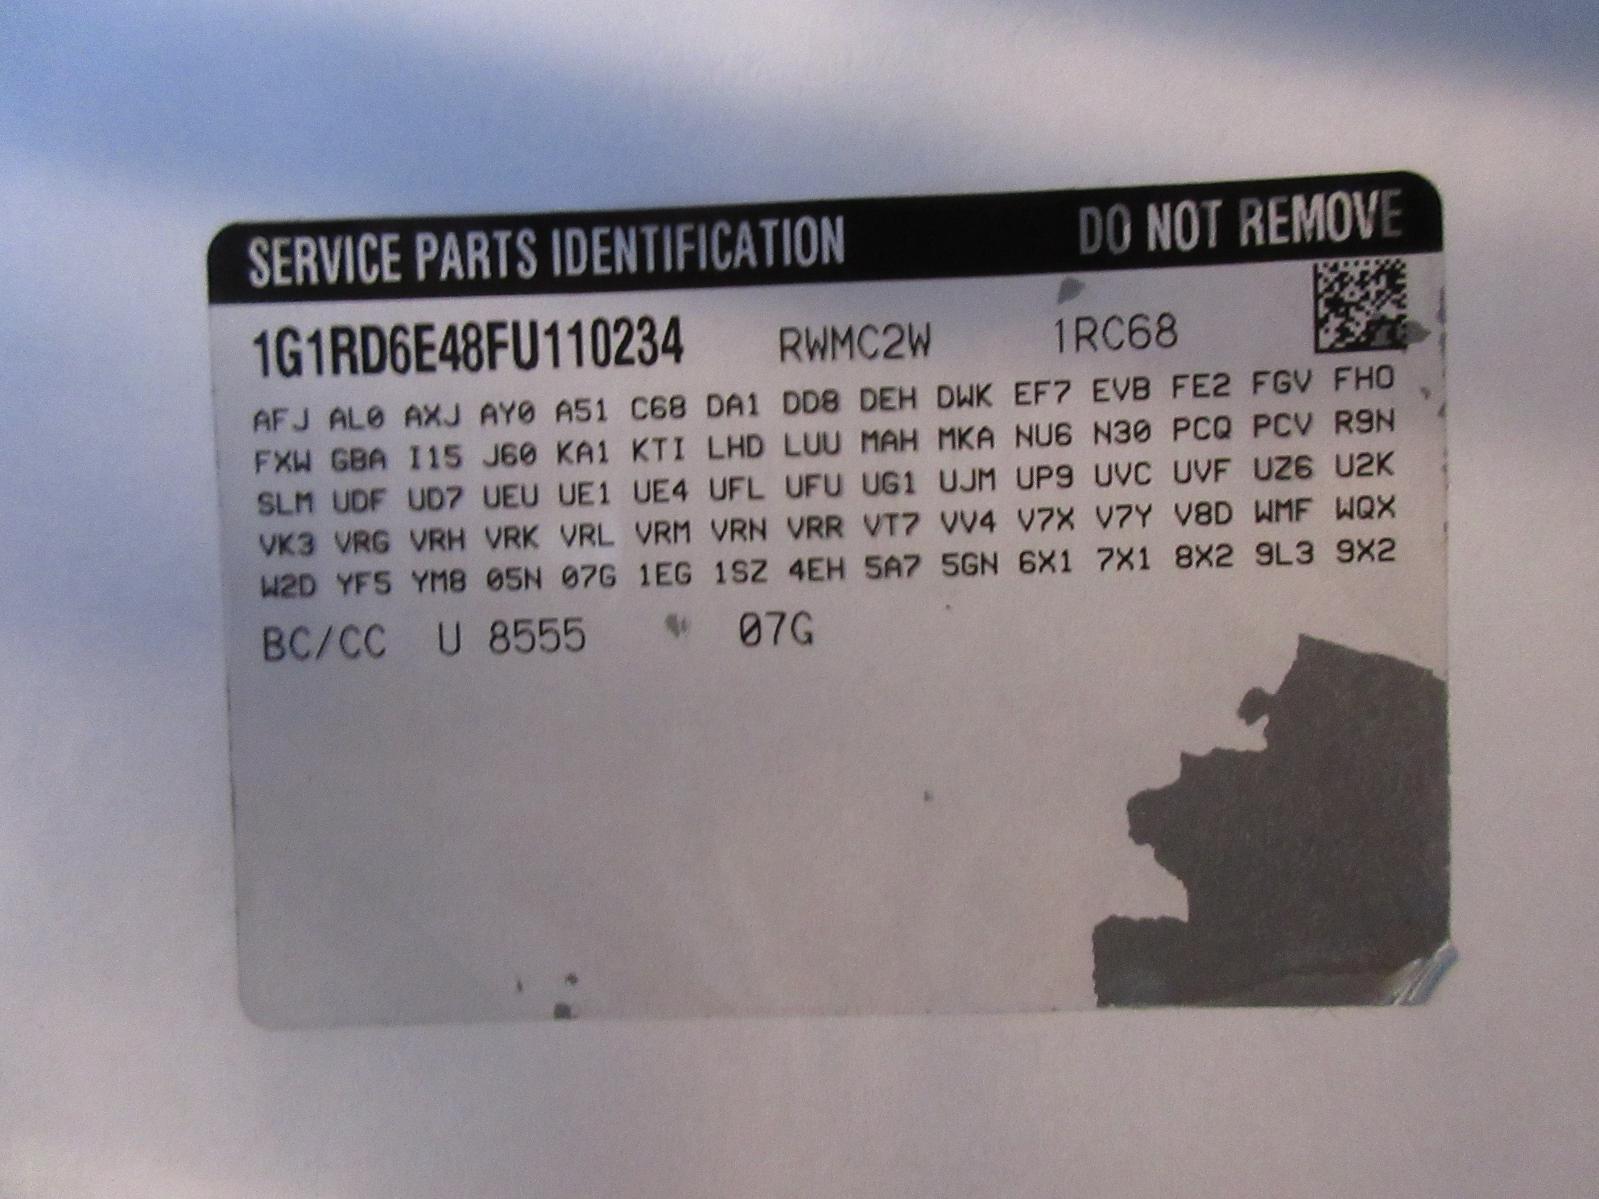 SERVICE PARTS IDENTIFICATION DO NOT REMOVE
1G1RD6E48FU110234 RWMC2W 1RC68
AFJ AL0 AXJ AY0 A51 C68 DA1 DD8 DEH DWK EF7 EVB FE2 FGV FHO
FXW GBA I15 J60 KA1 KTI LHD LUU MAH MKA NU6 N30 PCQ PCV R9N
SLM UDF UD7 UEU UE1 UE4 UFL UFU UG1 UJM UP9 UVC UVF UZ6 U2K
VK3 VRG VRH VRK VRL VRM VRN VRR VT7 VV4 V7X V7Y V8D WMF WQX
W2D YF5 YM8 05N 07G 1EG 1SZ 4EH 5A7 5GN 6X1 7X1 8X2 9L3 9X2
BC/CC U 8555 07G